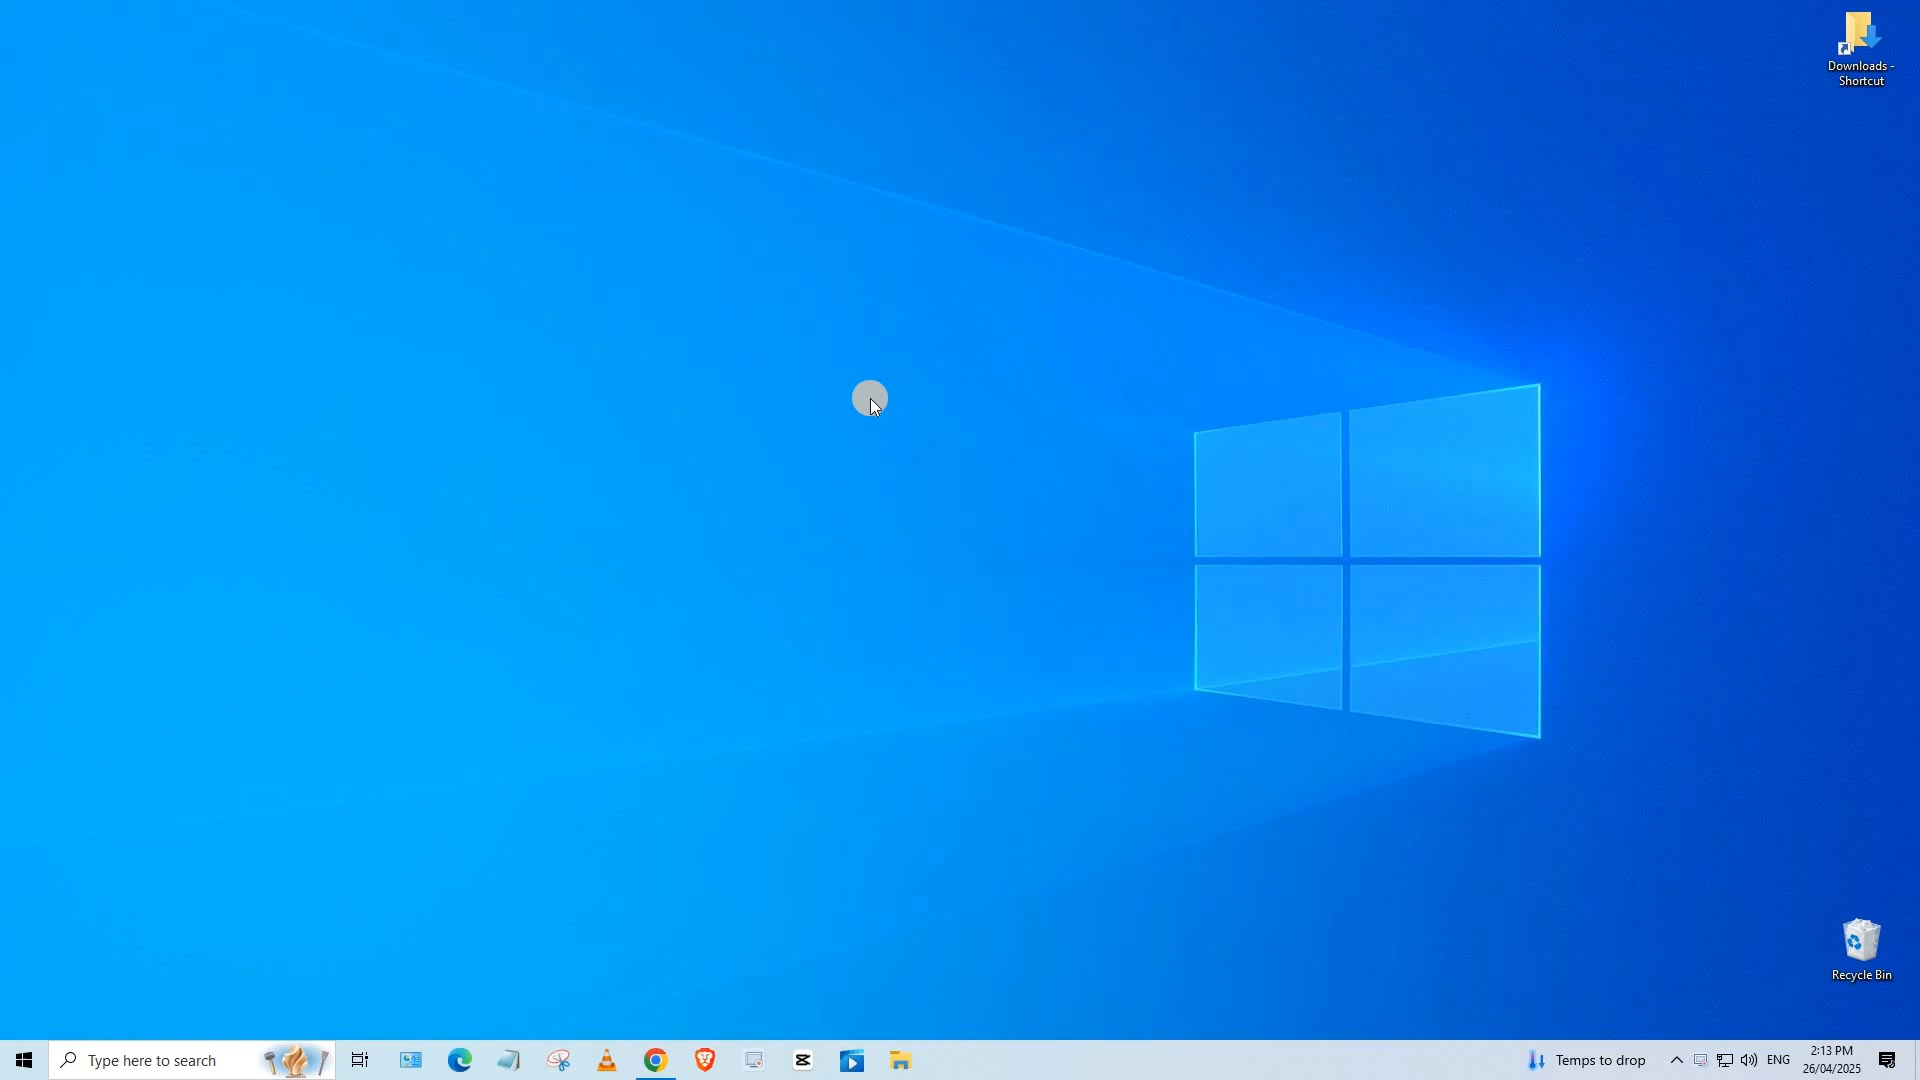 Downloads -
Shortcut
Recycle Bin
Type here to search
Temps to drop
ENG
2:13 PM
26/04/2025